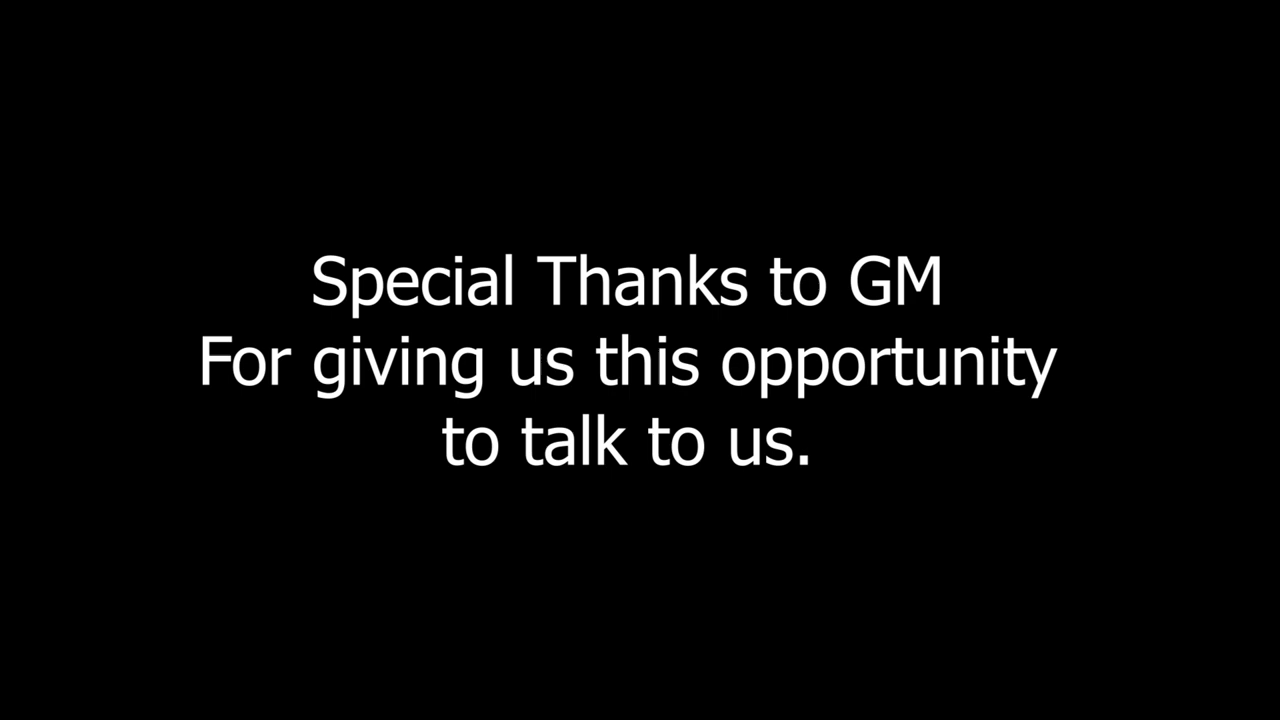 Special Thanks to GM
For giving us this opportunity
to talk to us.